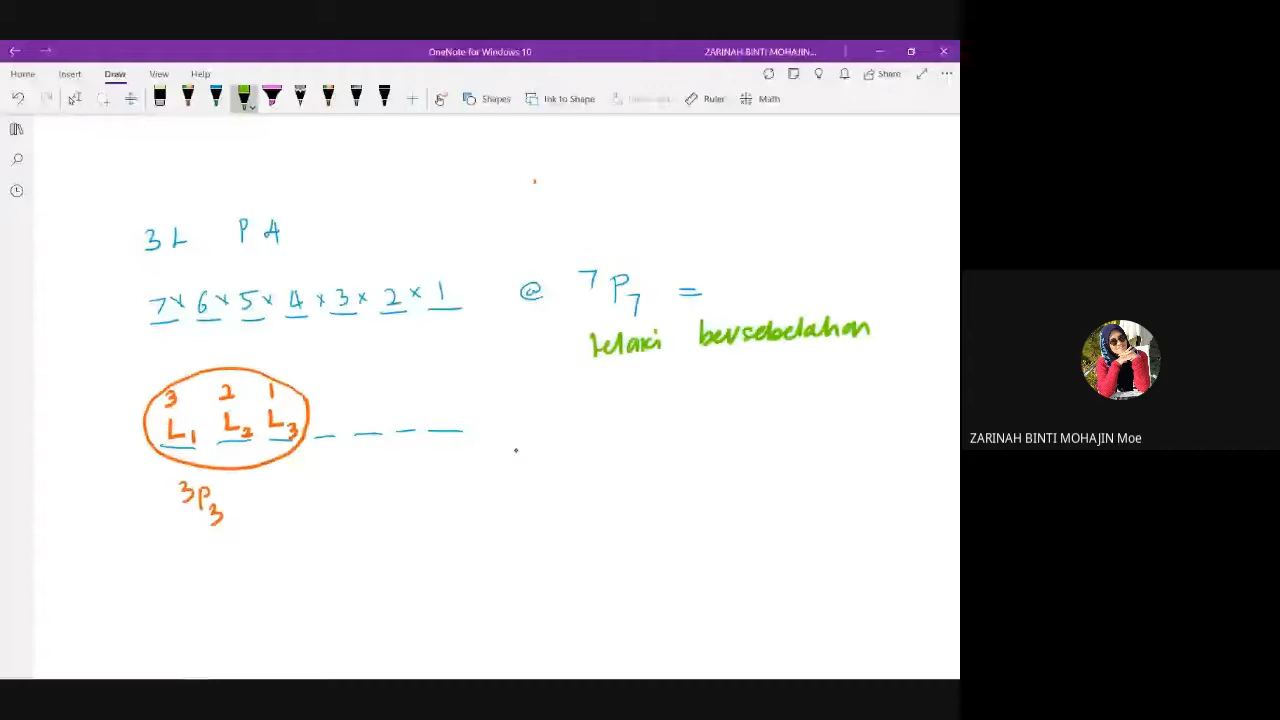 OneNote for Windows 10
ZARINAH BINTI MOHAJIN...
Home Insert Draw View Help
Share
Shapes Ink to Shape Ruler Math
3L P 4
7 × 6 × 5 × 4 × 3 × 2 × 1 @ ⁷P₇ =
lelaki bersebelahan
3 2 1
L₁ L₂ L₃
³P₃
ZARINAH BINTI MOHAJIN Moe